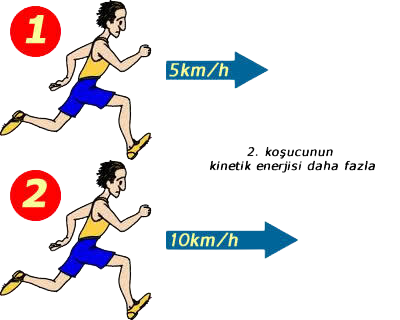 1
5km/h
2. koşucunun
kinetik enerjisi daha fazla
2
10km/h